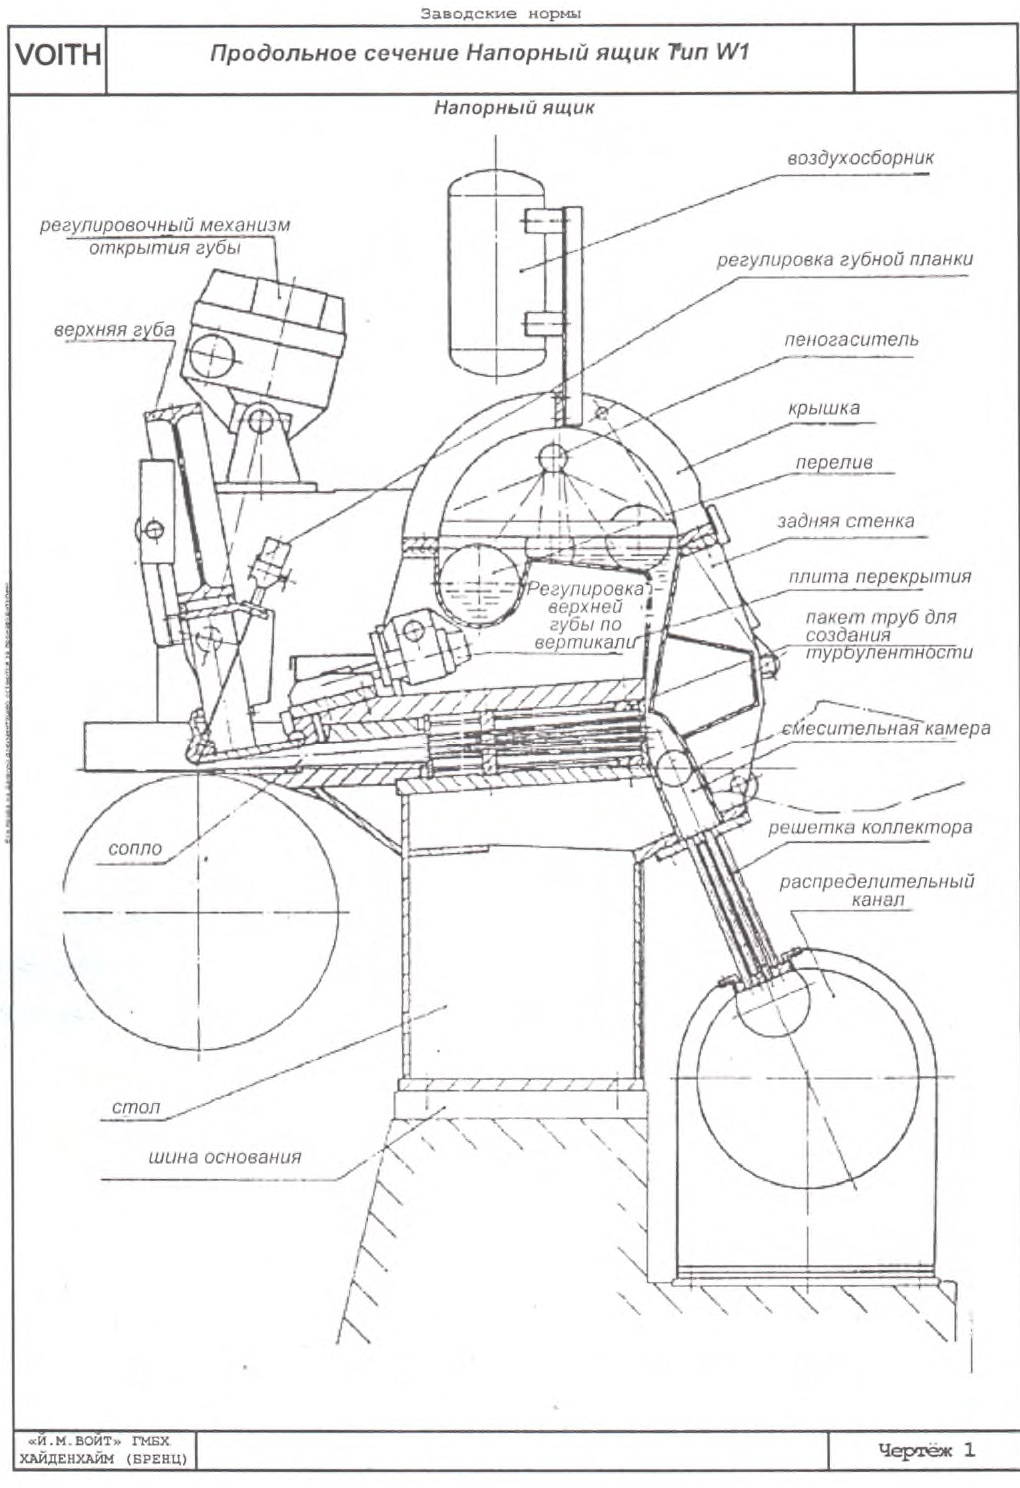 Заводские нормы
VOITH
Продольное сечение Напорный ящик Тип W1
Напорный ящик
воздухосборник
регулировочный механизм
открытия губы
регулировка губной планки
верхняя губа
пеногаситель
крышка
перелив
задняя стенка
плита перекрытия
Регулировка
верхней
губы по
вертикали
пакет труб для
создания
турбулентности
смесительная камера
решетка коллектора
сопло
распределительный
канал
стол
шина основания
«Й.М.ВОЙТ» ГМБХ
ХАЙДЕНХАЙМ (БРЕНЦ)
Чертёж 1